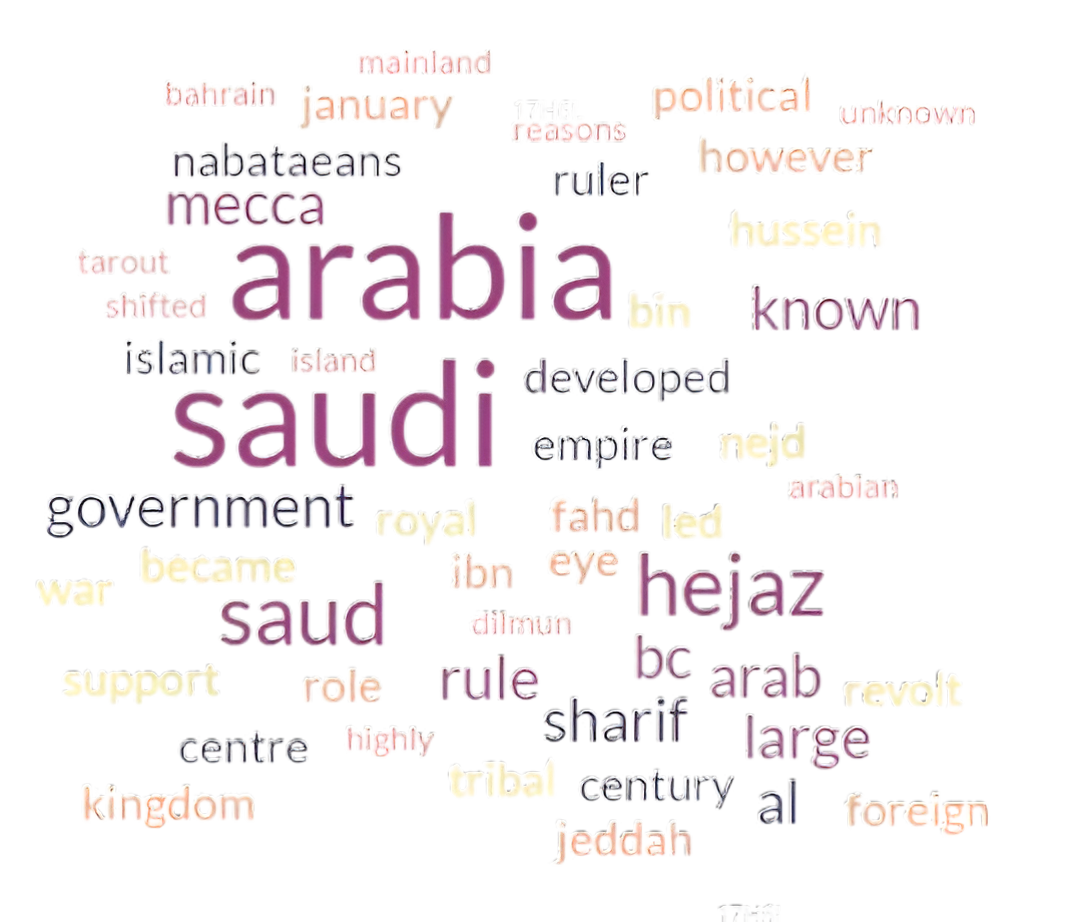 mainland
bahrain january political unknown
reasons
nabataeans ruler however
mecca
hussein
tarout arabia
shifted bin known
islamic island developed
saudi empire nejd
arabian
government royal fahd led
became ibn eye hejaz
war saud
dilmun
support role rule bc arab revolt
sharif
centre highly large
tribal century al
kingdom jeddah foreign